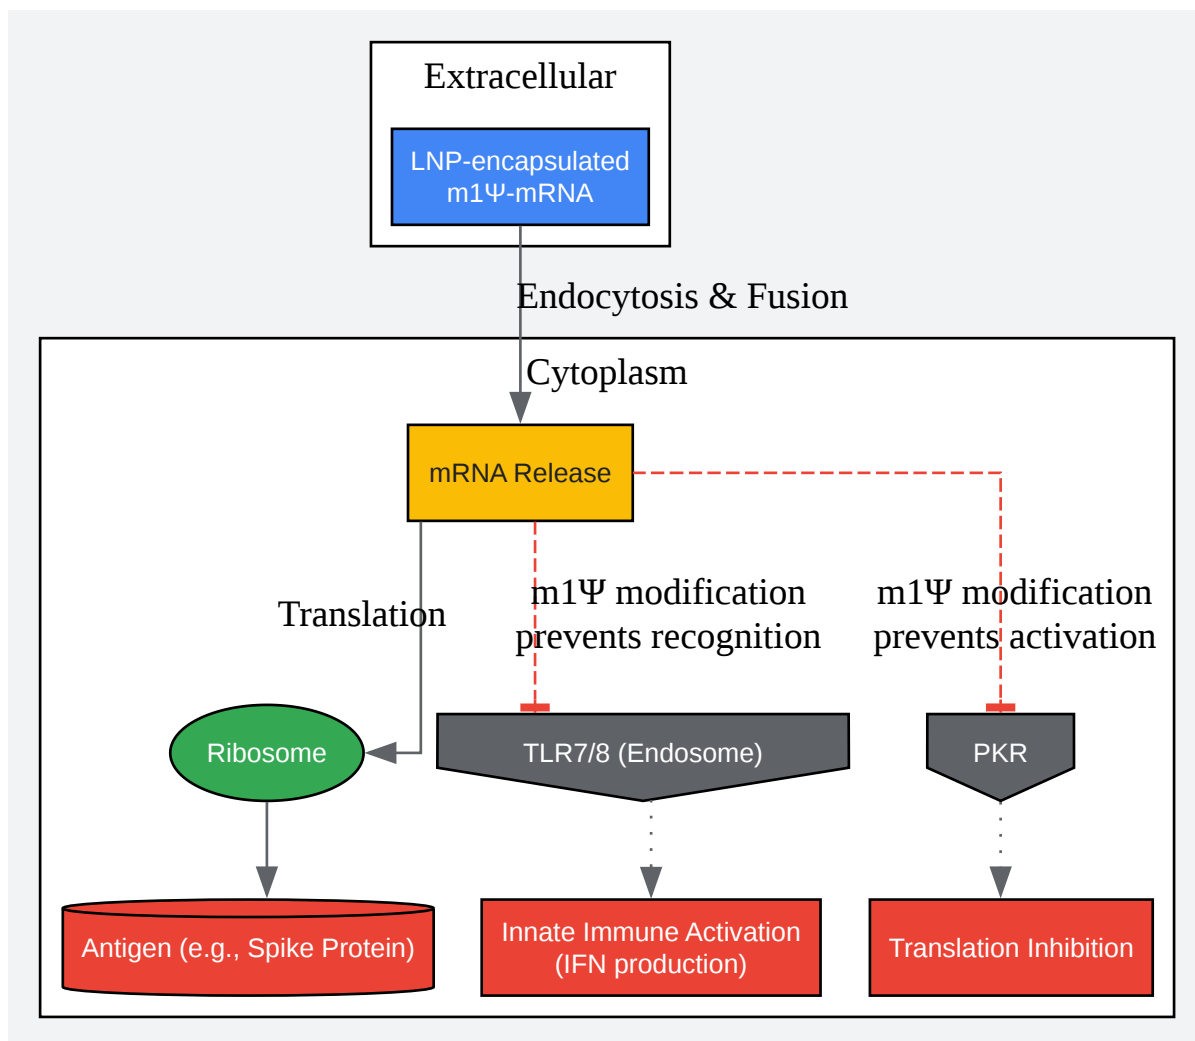 Extracellular
LNP-encapsulated
m1Ψ-mRNA
Endocytosis & Fusion
Cytoplasm
mRNA Release
Translation
m1Ψ modification
prevents recognition
m1Ψ modification
prevents activation
Ribosome
TLR7/8 (Endosome)
PKR
Antigen (e.g., Spike Protein)
Innate Immune Activation
(IFN production)
Translation Inhibition